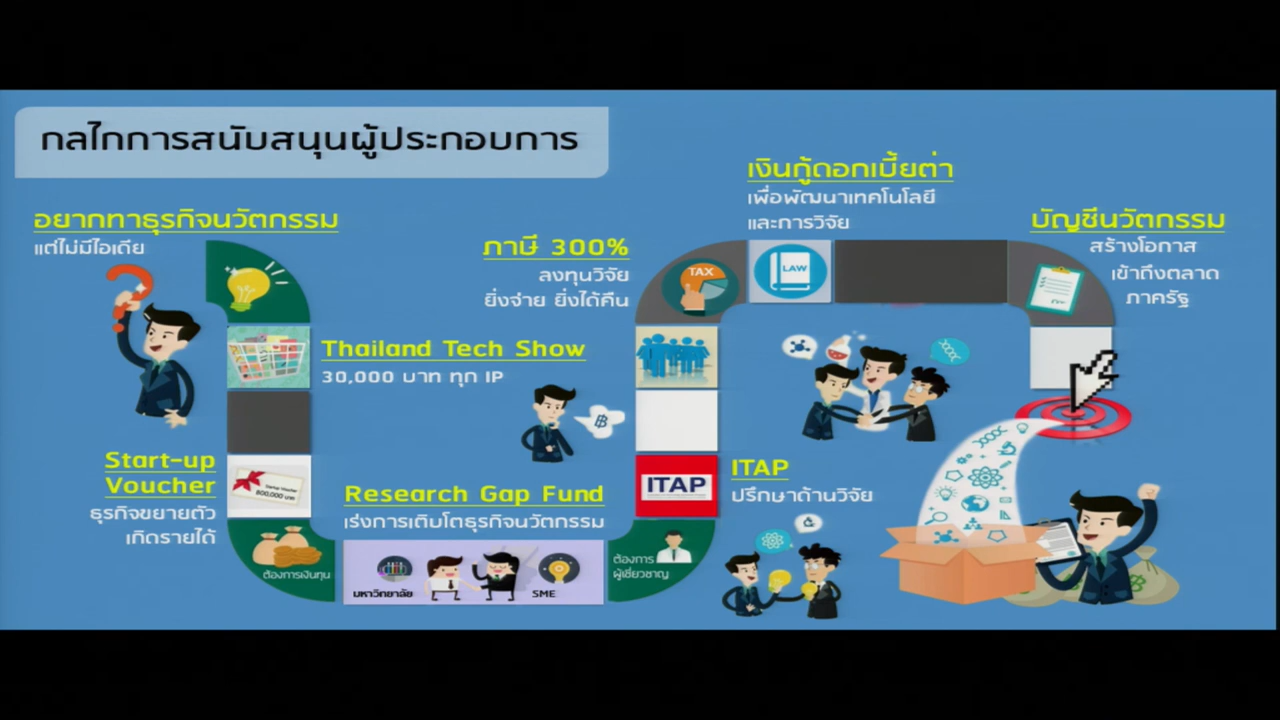 กลไกการสนับสนุนผู้ประกอบการ
อยากทำธุรกิจนวัตกรรม
แต่ไม่มีไอเดีย
Thailand Tech Show
30,000 บาท ทุก IP
Start-up
Voucher
ธุรกิจขยายตัว
เกิดรายได้
800,000 บาท
ต้องการเงินทุน
Research Gap Fund
เร่งการเติบโตธุรกิจนวัตกรรม
มหาวิทยาลัย
SME
ต้องการ
ผู้เชี่ยวชาญ
ITAP
ITAP
ปรึกษาด้านวิจัย
ภาษี 300%
ลงทุนวิจัย
ยิ่งจ่าย ยิ่งได้คืน
TAX
เงินกู้ดอกเบี้ยต่ำ
เพื่อพัฒนาเทคโนโลยี
และการวิจัย
LAW
บัญชีนวัตกรรม
สร้างโอกาส
เข้าถึงตลาด
ภาครัฐ